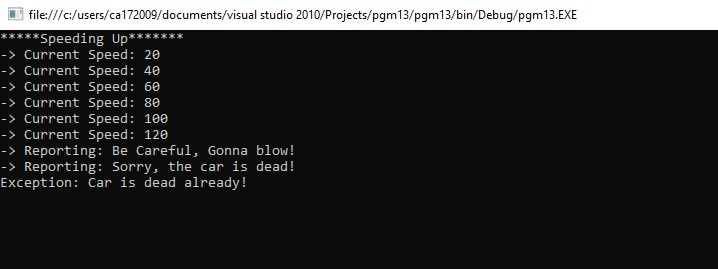 file:///c:/users/ca172009/documents/visual studio 2010/Projects/pgm13/pgm13/bin/Debug/pgm13.EXE
*****Speeding Up*******
-> Current Speed: 20
-> Current Speed: 40
-> Current Speed: 60
-> Current Speed: 80
-> Current Speed: 100
-> Current Speed: 120
-> Reporting: Be Careful, Gonna blow!
-> Reporting: Sorry, the car is dead!
Exception: Car is dead already!